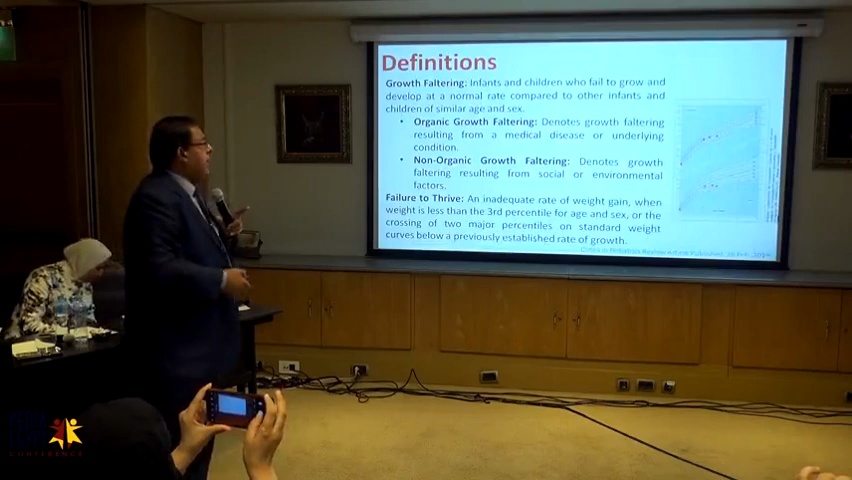 Definitions
Growth Faltering: Infants and children who fail to grow and
develop at a normal rate compared to other infants and
children of similar age and sex.
• Organic Growth Faltering: Denotes growth faltering
resulting from a medical disease or underlying
condition.
• Non-Organic Growth Faltering: Denotes growth
faltering resulting from social or environmental
factors.
Failure to Thrive: An inadequate rate of weight gain, when
weight is less than the 3rd percentile for age and sex, or the
crossing of two major percentiles on standard weight
curves below a previously established rate of growth.
CONFERENCE